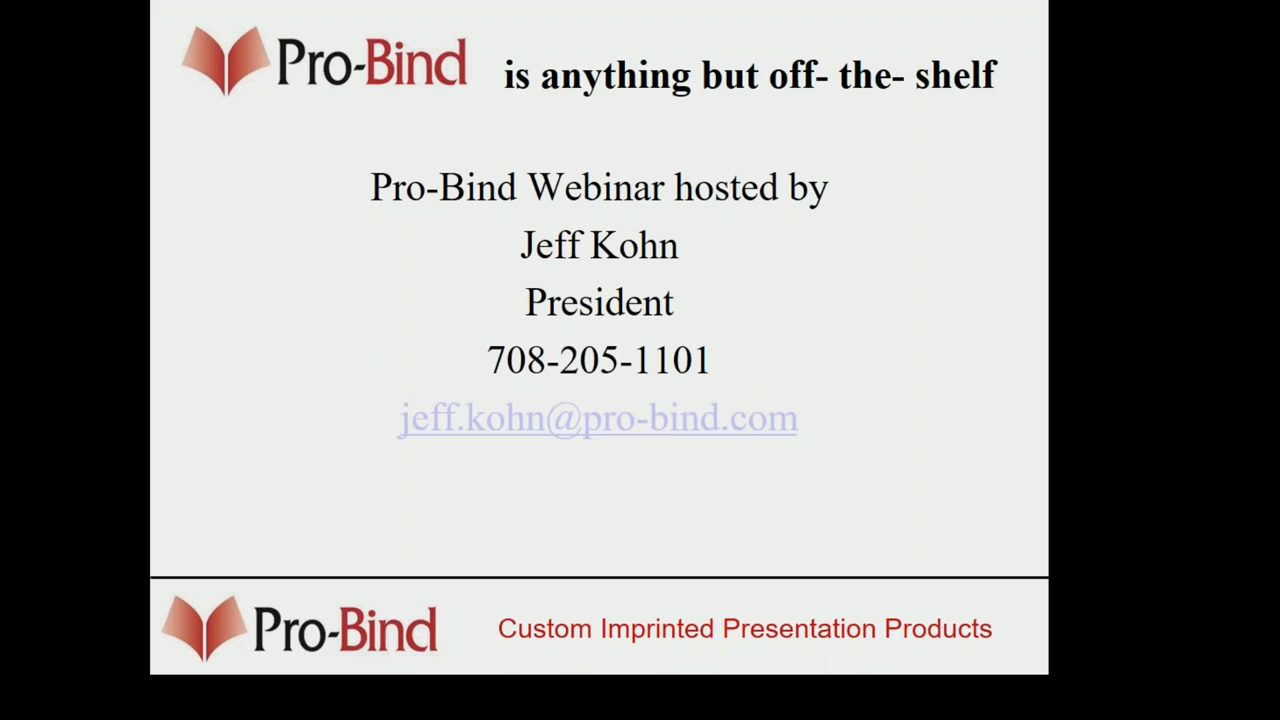 Pro-Bind is anything but off- the- shelf
Pro-Bind Webinar hosted by
Jeff Kohn
President
708-205-1101
jeff.kohn@pro-bind.com
Pro-Bind Custom Imprinted Presentation Products